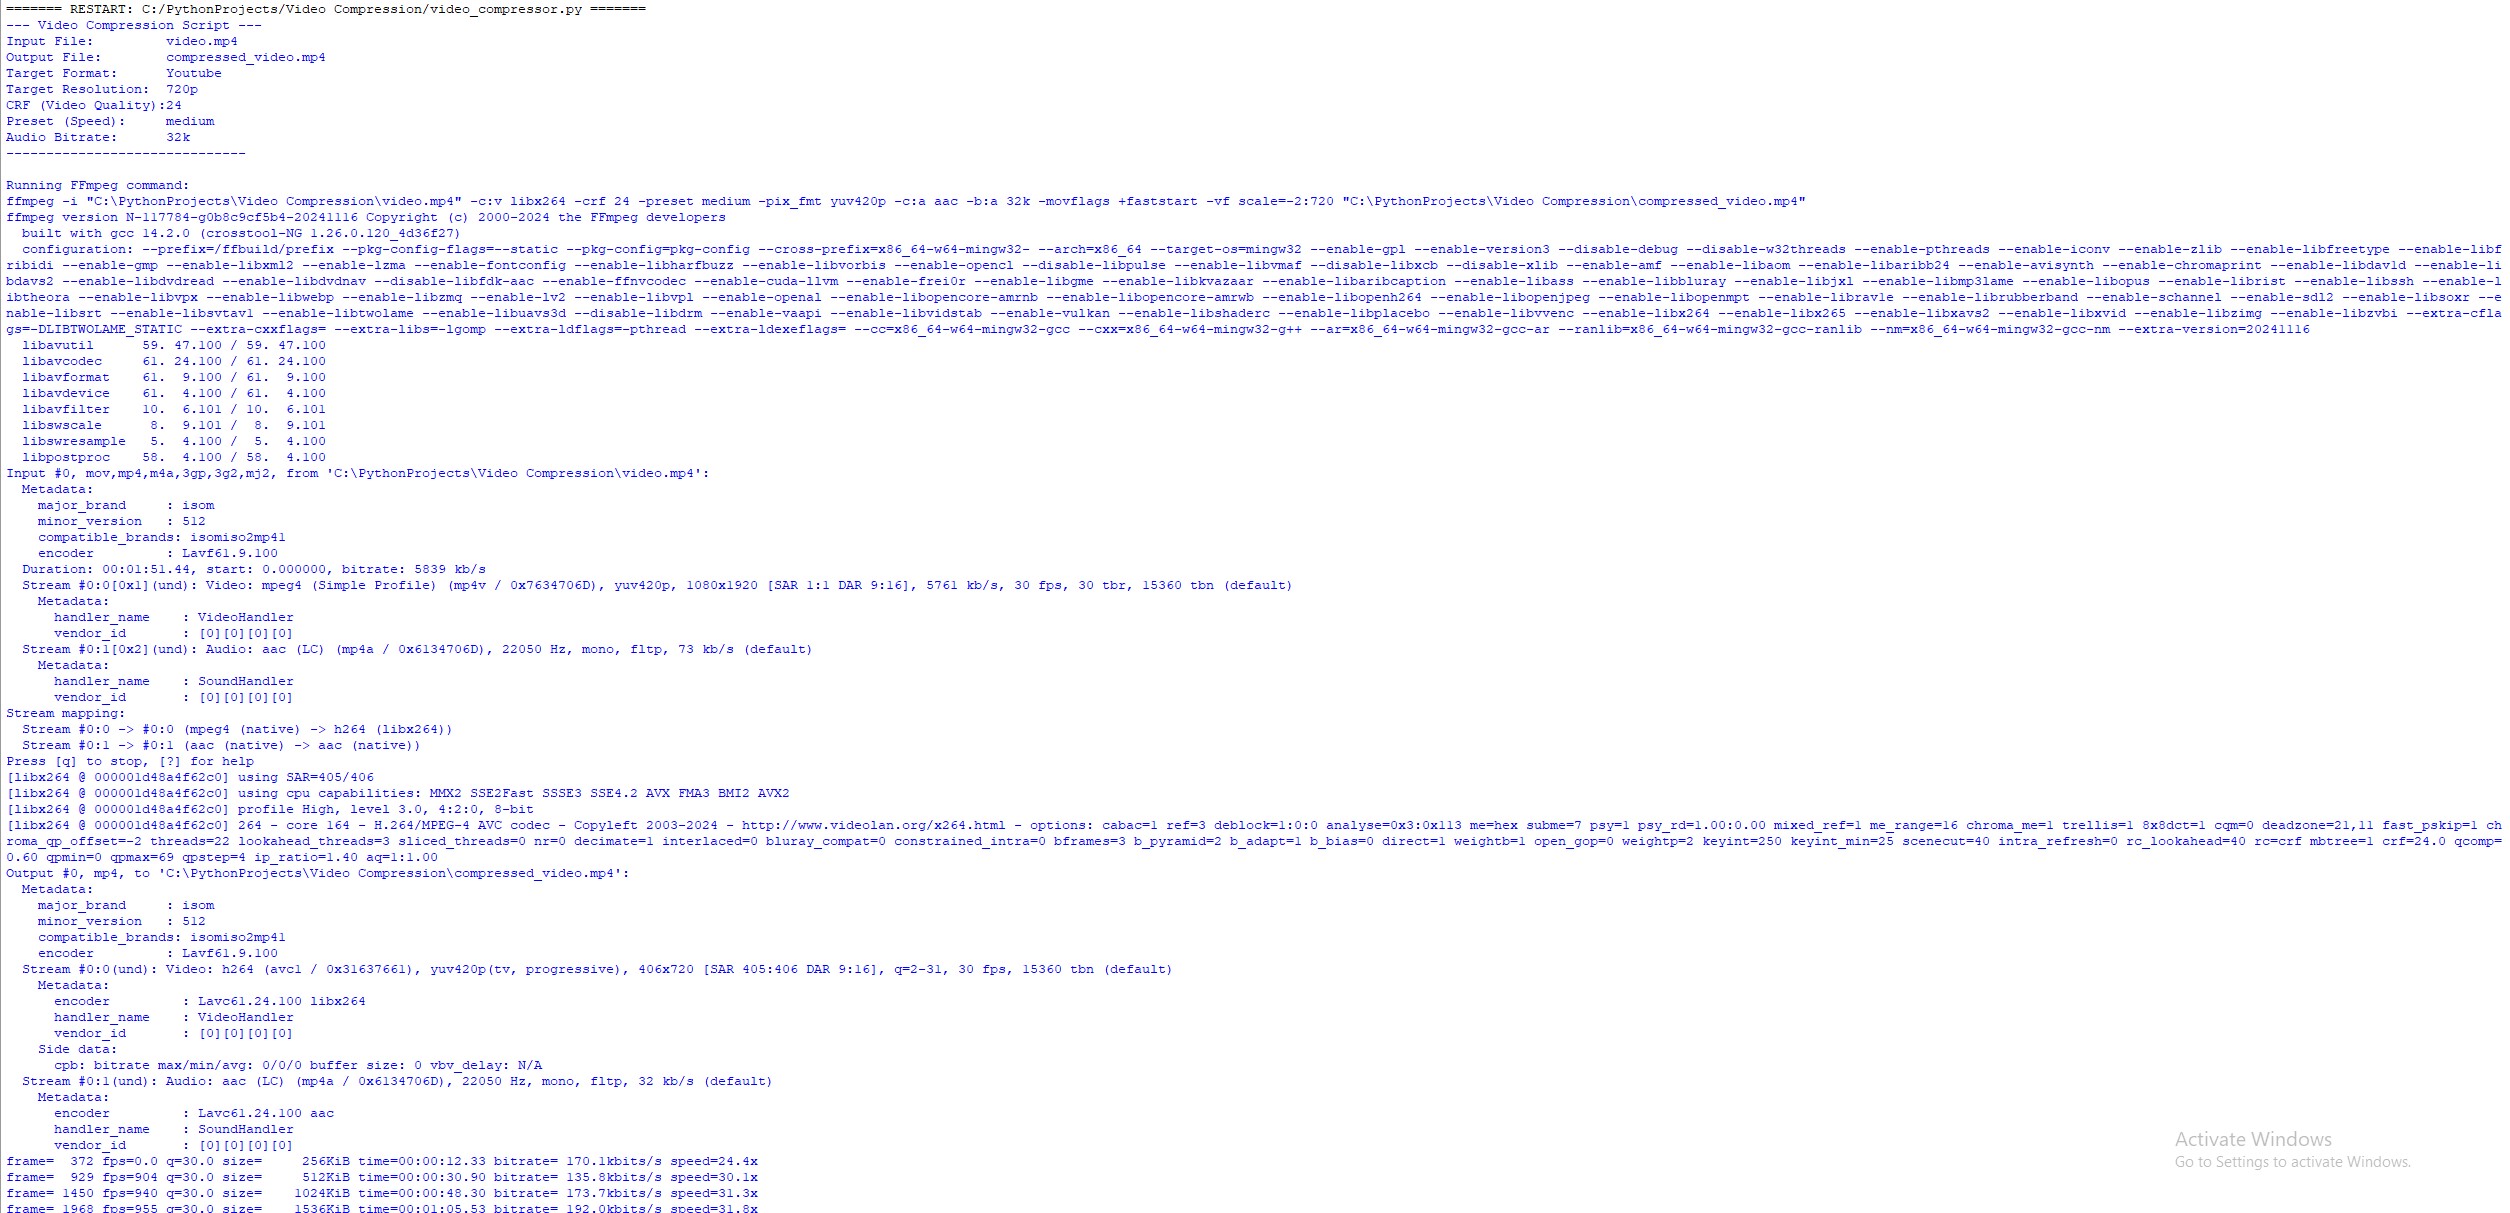 ======= RESTART: C:/PythonProjects/Video Compression/video_compressor.py =======
--- Video Compression Script ---
Input File:         video.mp4
Output File:        compressed_video.mp4
Target Format:      Youtube
Target Resolution:  720p
CRF (Video Quality):24
Preset (Speed):     medium
Audio Bitrate:      32k
------------------------------
Running FFmpeg command:
ffmpeg -i "C:\PythonProjects\Video Compression\video.mp4" -c:v libx264 -crf 24 -preset medium -pix_fmt yuv420p -c:a aac -b:a 32k -movflags +faststart -vf scale=-2:720 "C:\PythonProjects\Video Compression\compressed_video.mp4"
ffmpeg version N-117784-g0b8c9cf5b4-20241116 Copyright (c) 2000-2024 the FFmpeg developers
  built with gcc 14.2.0 (crosstool-NG 1.26.0.120_4d36f27)
  configuration: --prefix=/ffbuild/prefix --pkg-config-flags=--static --pkg-config=pkg-config --cross-prefix=x86_64-w64-mingw32- --arch=x86_64 --target-os=mingw32 --enable-gpl --enable-version3 --disable-debug --disable-w32threads --enable-pthreads --enable-iconv --enable-zlib --enable-libfreetype --enable-libf
ribidi --enable-gmp --enable-libxml2 --enable-lzma --enable-fontconfig --enable-libharfbuzz --enable-libvorbis --enable-opencl --disable-libpulse --enable-libvmaf --disable-libxcb --disable-xlib --enable-amf --enable-libaom --enable-libaribb24 --enable-avisynth --enable-chromaprint --enable-libdav1d --enable-li
bdavs2 --enable-libdvdread --enable-libdvdnav --disable-libfdk-aac --enable-ffnvcodec --enable-cuda-llvm --enable-frei0r --enable-libgme --enable-libkvazaar --enable-libaribcaption --enable-libass --enable-libbluray --enable-libjxl --enable-libmp3lame --enable-libopus --enable-librist --enable-libssh --enable-l
ibtheora --enable-libvpx --enable-libwebp --enable-libzmq --enable-lv2 --enable-libvpl --enable-openal --enable-libopencore-amrnb --enable-libopencore-amrwb --enable-libopenh264 --enable-libopenjpeg --enable-libopenmpt --enable-librav1e --enable-librubberband --enable-schannel --enable-sdl2 --enable-libsoxr --e
nable-libsrt --enable-libsvtav1 --enable-libtwolame --enable-libuavs3d --disable-libdrm --enable-vaapi --enable-libvidstab --enable-vulkan --enable-libshaderc --enable-libplacebo --enable-libvvenc --enable-libx264 --enable-libx265 --enable-libxavs2 --enable-libxvid --enable-libzimg --enable-libzvbi --extra-cfla
gs=-DLIBTWOLAME_STATIC --extra-cxxflags= --extra-libs=-lgomp --extra-ldflags=-pthread --extra-ldexeflags= --cc=x86_64-w64-mingw32-gcc --cxx=x86_64-w64-mingw32-g++ --ar=x86_64-w64-mingw32-gcc-ar --ranlib=x86_64-w64-mingw32-gcc-ranlib --nm=x86_64-w64-mingw32-gcc-nm --extra-version=20241116
  libavutil      59. 47.100 / 59. 47.100
  libavcodec     61. 24.100 / 61. 24.100
  libavformat    61.  9.100 / 61.  9.100
  libavdevice    61.  4.100 / 61.  4.100
  libavfilter    10.  6.101 / 10.  6.101
  libswscale      8.  9.101 /  8.  9.101
  libswresample   5.  4.100 /  5.  4.100
  libpostproc    58.  4.100 / 58.  4.100
Input #0, mov,mp4,m4a,3gp,3g2,mj2, from 'C:\PythonProjects\Video Compression\video.mp4':
  Metadata:
    major_brand     : isom
    minor_version   : 512
    compatible_brands: isomiso2mp41
    encoder         : Lavf61.9.100
  Duration: 00:01:51.44, start: 0.000000, bitrate: 5839 kb/s
  Stream #0:0[0x1](und): Video: mpeg4 (Simple Profile) (mp4v / 0x7634706D), yuv420p, 1080x1920 [SAR 1:1 DAR 9:16], 5761 kb/s, 30 fps, 30 tbr, 15360 tbn (default)
    Metadata:
      handler_name    : VideoHandler
      vendor_id       : [0][0][0][0]
  Stream #0:1[0x2](und): Audio: aac (LC) (mp4a / 0x6134706D), 22050 Hz, mono, fltp, 73 kb/s (default)
    Metadata:
      handler_name    : SoundHandler
      vendor_id       : [0][0][0][0]
Stream mapping:
  Stream #0:0 -> #0:0 (mpeg4 (native) -> h264 (libx264))
  Stream #0:1 -> #0:1 (aac (native) -> aac (native))
Press [q] to stop, [?] for help
[libx264 @ 000001d48a4f62c0] using SAR=405/406
[libx264 @ 000001d48a4f62c0] using cpu capabilities: MMX2 SSE2Fast SSSE3 SSE4.2 AVX FMA3 BMI2 AVX2
[libx264 @ 000001d48a4f62c0] profile High, level 3.0, 4:2:0, 8-bit
[libx264 @ 000001d48a4f62c0] 264 - core 164 - H.264/MPEG-4 AVC codec - Copyleft 2003-2024 - http://www.videolan.org/x264.html - options: cabac=1 ref=3 deblock=1:0:0 analyse=0x3:0x113 me=hex subme=7 psy=1 psy_rd=1.00:0.00 mixed_ref=1 me_range=16 chroma_me=1 trellis=1 8x8dct=1 cqm=0 deadzone=21,11 fast_pskip=1 ch
roma_qp_offset=-2 threads=22 lookahead_threads=3 sliced_threads=0 nr=0 decimate=1 interlaced=0 bluray_compat=0 constrained_intra=0 bframes=3 b_pyramid=2 b_adapt=1 b_bias=0 direct=1 weightb=1 open_gop=0 weightp=2 keyint=250 keyint_min=25 scenecut=40 intra_refresh=0 rc_lookahead=40 rc=crf mbtree=1 crf=24.0 qcomp=
0.60 qpmin=0 qpmax=69 qpstep=4 ip_ratio=1.40 aq=1:1.00
Output #0, mp4, to 'C:\PythonProjects\Video Compression\compressed_video.mp4':
  Metadata:
    major_brand     : isom
    minor_version   : 512
    compatible_brands: isomiso2mp41
    encoder         : Lavf61.9.100
  Stream #0:0(und): Video: h264 (avc1 / 0x31637661), yuv420p(tv, progressive), 406x720 [SAR 405:406 DAR 9:16], q=2-31, 30 fps, 15360 tbn (default)
    Metadata:
      encoder         : Lavc61.24.100 libx264
      handler_name    : VideoHandler
      vendor_id       : [0][0][0][0]
    Side data:
      cpb: bitrate max/min/avg: 0/0/0 buffer size: 0 vbv_delay: N/A
  Stream #0:1(und): Audio: aac (LC) (mp4a / 0x6134706D), 22050 Hz, mono, fltp, 32 kb/s (default)
    Metadata:
      encoder         : Lavc61.24.100 aac
      handler_name    : SoundHandler
      vendor_id       : [0][0][0][0]
frame=  372 fps=0.0 q=30.0 size=     256KiB time=00:00:12.33 bitrate= 170.1kbits/s speed=24.4x
frame=  929 fps=904 q=30.0 size=     512KiB time=00:00:30.90 bitrate= 135.8kbits/s speed=30.1x
frame= 1450 fps=940 q=30.0 size=    1024KiB time=00:00:48.30 bitrate= 173.7kbits/s speed=31.3x
frame= 1968 fps=955 q=30.0 size=    1536KiB time=00:01:05.53 bitrate= 192.0kbits/s speed=31.8x
Activate Windows
Go to Settings to activate Windows.